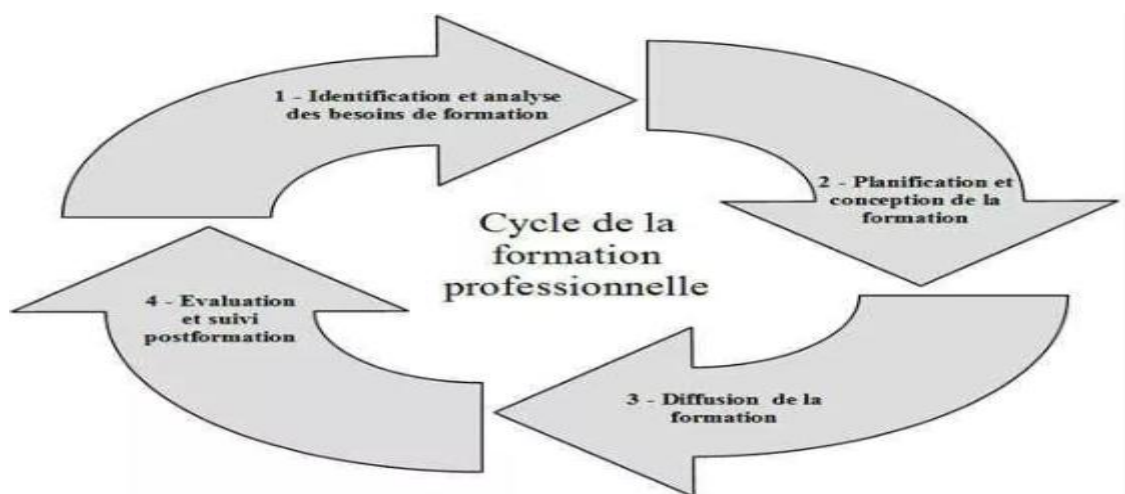 1 - Identification et analyse
des besoins de formation
2 - Planification et
conception de la
formation
Cycle de la
formation
professionnelle
4 - Evaluation
et suivi
postformation
3 - Diffusion de la
formation